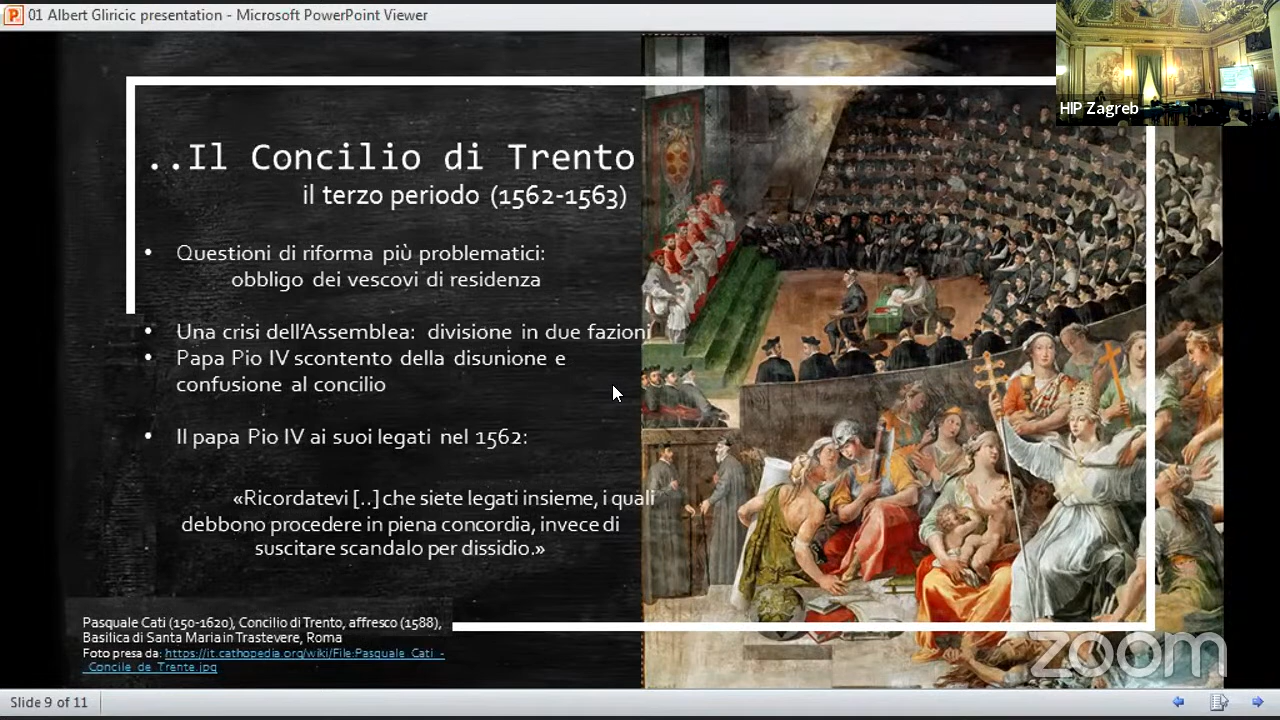 01 Albert Gliricic presentation - Microsoft PowerPoint Viewer
HIP Zagreb
..Il Concilio di Trento
il terzo periodo (1562-1563)
• Questioni di riforma più problematici:
obbligo dei vescovi di residenza
• Una crisi dell'Assemblea: divisione in due fazioni
• Papa Pio IV scontento della disunione e
confusione al concilio
• Il papa Pio IV ai suoi legati nel 1562:
«Ricordatevi [..] che siete legati insieme, i quali
debbono procedere in piena concordia, invece di
suscitare scandalo per dissidio.»
Pasquale Cati (150-1620), Concilio di Trento, affresco (1588),
Basilica di Santa Maria in Trastevere, Roma
Foto presa da: https://it.cathopedia.org/wiki/File:Pasquale_Cati_-
_Concile_de_Trente.jpg
zoom
Slide 9 of 11